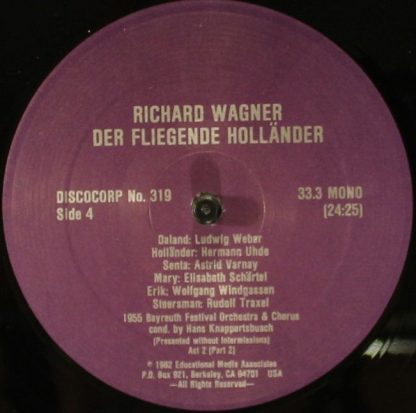 RICHARD WAGNER
DER FLIEGENDE HOLLÄNDER
DISCOCORP No. 319
Side 4
33.3 MONO
[24:25]
Daland: Ludwig Weber
Holländer: Hermann Uhde
Senta: Astrid Varnay
Mary: Elisabeth Schärtel
Erik: Wolfgang Windgassen
Steersman: Rudolf Traxel
1955 Bayreuth Festival Orchestra & Chorus
cond. by Hans Knappertsbusch
(Presented without Intermissions)
Act 2 (Part 2)
© 1982 Educational Media Associates
P.O. Box 921, Berkeley, CA 94701 USA
—All Rights Reserved—